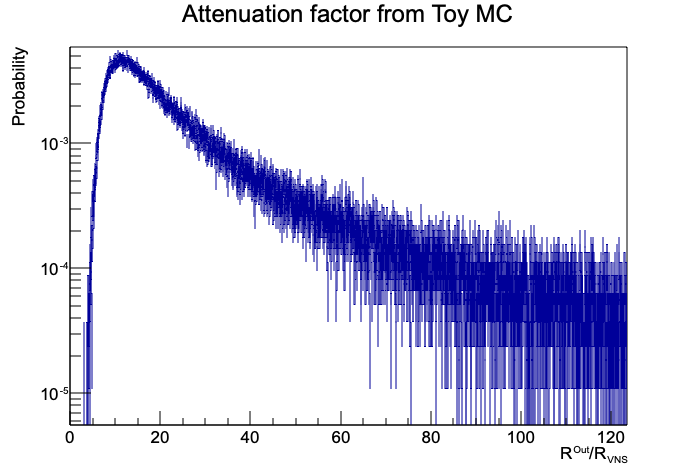 Attenuation factor from Toy MC
Probability
10⁻³
10⁻⁴
10⁻⁵
0 20 40 60 80 100 120
Rᴼᵘᵗ/R_VNS